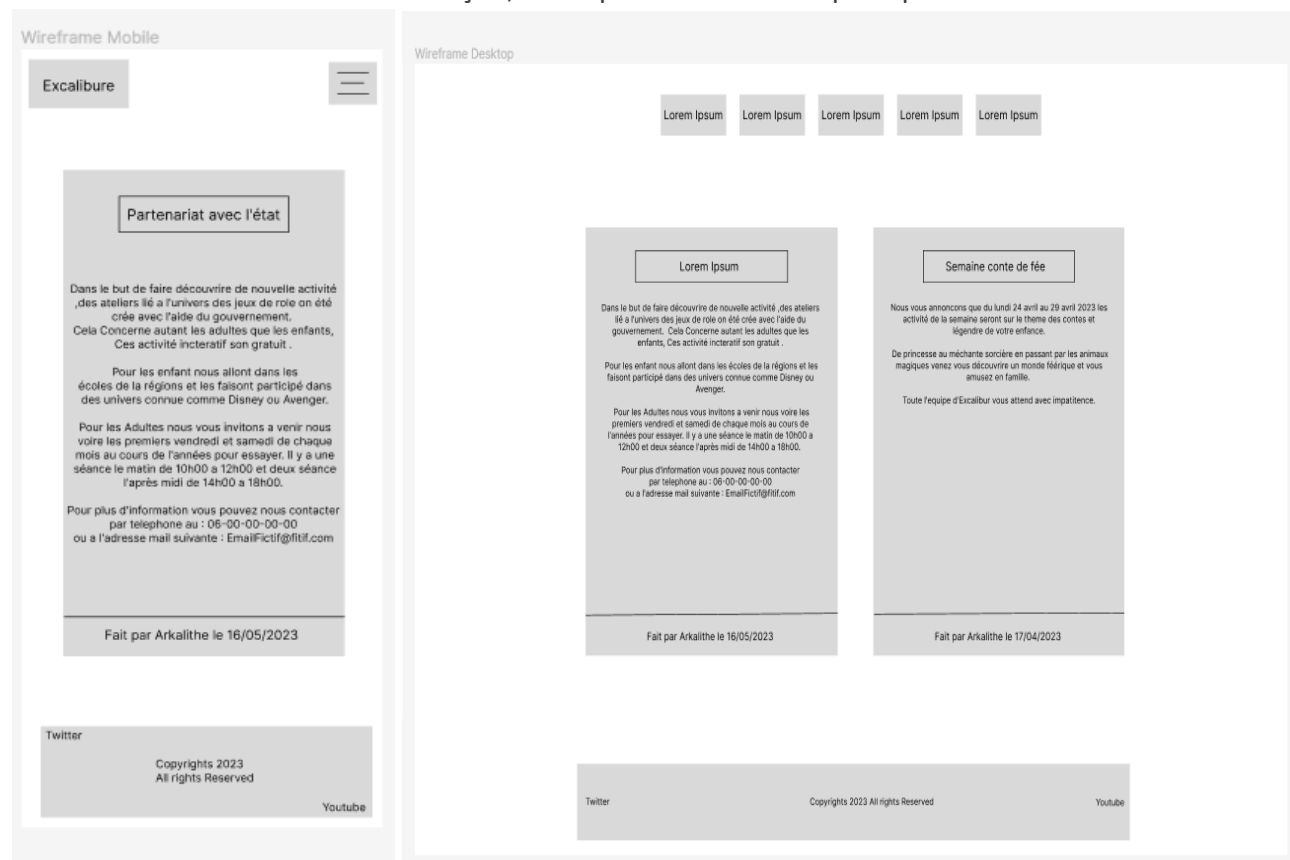 Wireframe Mobile
Excalibure
Partenariat avec l'état
Dans le but de faire découvrire de nouvelle activité
,des ateliers lié a l'univers des jeux de role on été
crée avec l'aide du gouvernement.
Cela Concerne autant les adultes que les enfants,
Ces activité incteratif son gratuit .
Pour les enfant nous allont dans les
écoles de la régions et les faisont participé dans
des univers connue comme Disney ou Avenger.
Pour les Adultes nous vous invitons a venir nous
voire les premiers vendredi et samedi de chaque
mois au cours de l'années pour essayer. Il y a une
séance le matin de 10h00 a 12h00 et deux séance
l'après midi de 14h00 a 18h00.
Pour plus d'information vous pouvez nous contacter
par telephone au : 06-00-00-00-00
ou a l'adresse mail suivante : EmailFictif@fitif.com
Fait par Arkalithe le 16/05/2023
Twitter
Copyrights 2023
All rights Reserved
Youtube
Wireframe Desktop
Lorem Ipsum
Lorem Ipsum
Lorem Ipsum
Lorem Ipsum
Lorem Ipsum
Lorem Ipsum
Dans le but de faire découvrire de nouvelle activité ,des ateliers
lié a l'univers des jeux de role on été crée avec l'aide du
gouvernement. Cela Concerne autant les adultes que les
enfants, Ces activité incteratif son gratuit .
Pour les enfant nous allont dans les écoles de la régions et les
faisont participé dans des univers connue comme Disney ou
Avenger.
Pour les Adultes nous vous invitons a venir nous voire les
premiers vendredi et samedi de chaque mois au cours de
l'années pour essayer. Il y a une séance le matin de 10h00 a
12h00 et deux séance l'après midi de 14h00 a 18h00.
Pour plus d'information vous pouvez nous contacter
par telephone au : 06-00-00-00-00
ou a l'adresse mail suivante : EmailFictif@fitif.com
Fait par Arkalithe le 16/05/2023
Semaine conte de fée
Nous vous annoncons que du lundi 24 avril au 29 avril 2023 les
activité de la semaine seront sur le theme des contes et
légendre de votre enfance.
De princesse au méchante sorcière en passant par les animaux
magiques venez vous découvrire un monde féérique et vous
amusez en famille.
Toute l'equipe d'Excalibur vous attend avec impatitence.
Fait par Arkalithe le 17/04/2023
Twitter
Copyrights 2023 All rights Reserved
Youtube